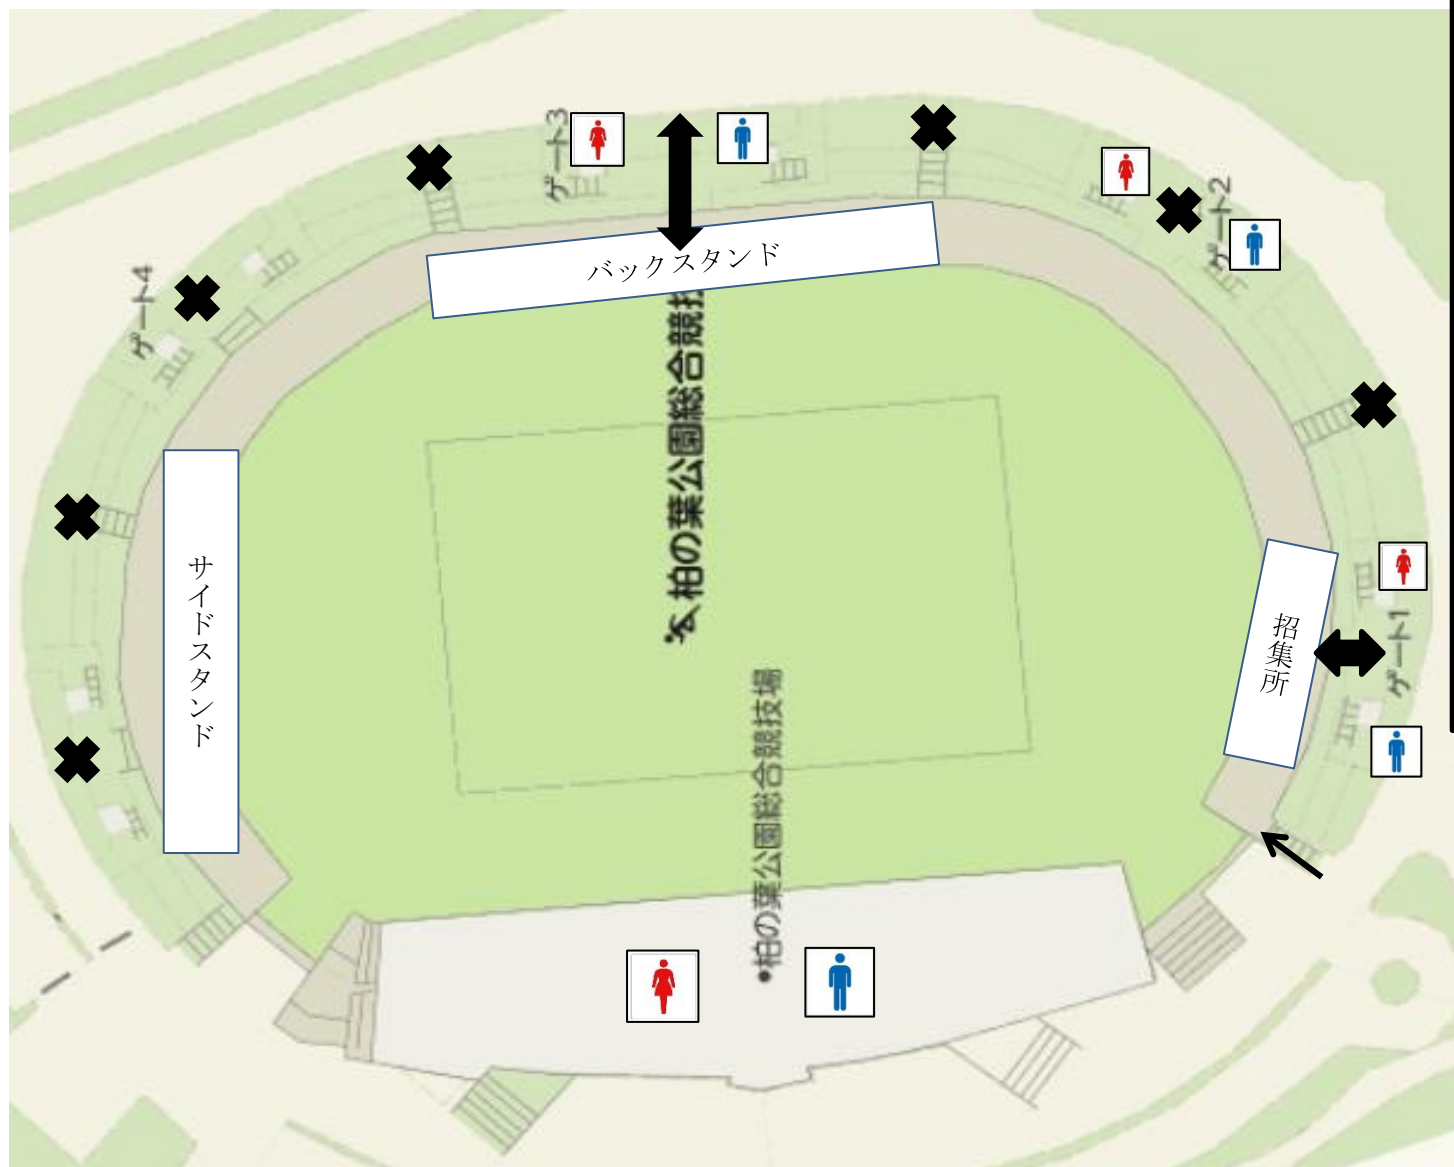 ゲート3
ゲート2
ゲート4
バックスタンド
柏の葉公園総合競技
サイドスタンド
招集所
ゲート1
柏の葉公園総合競技場